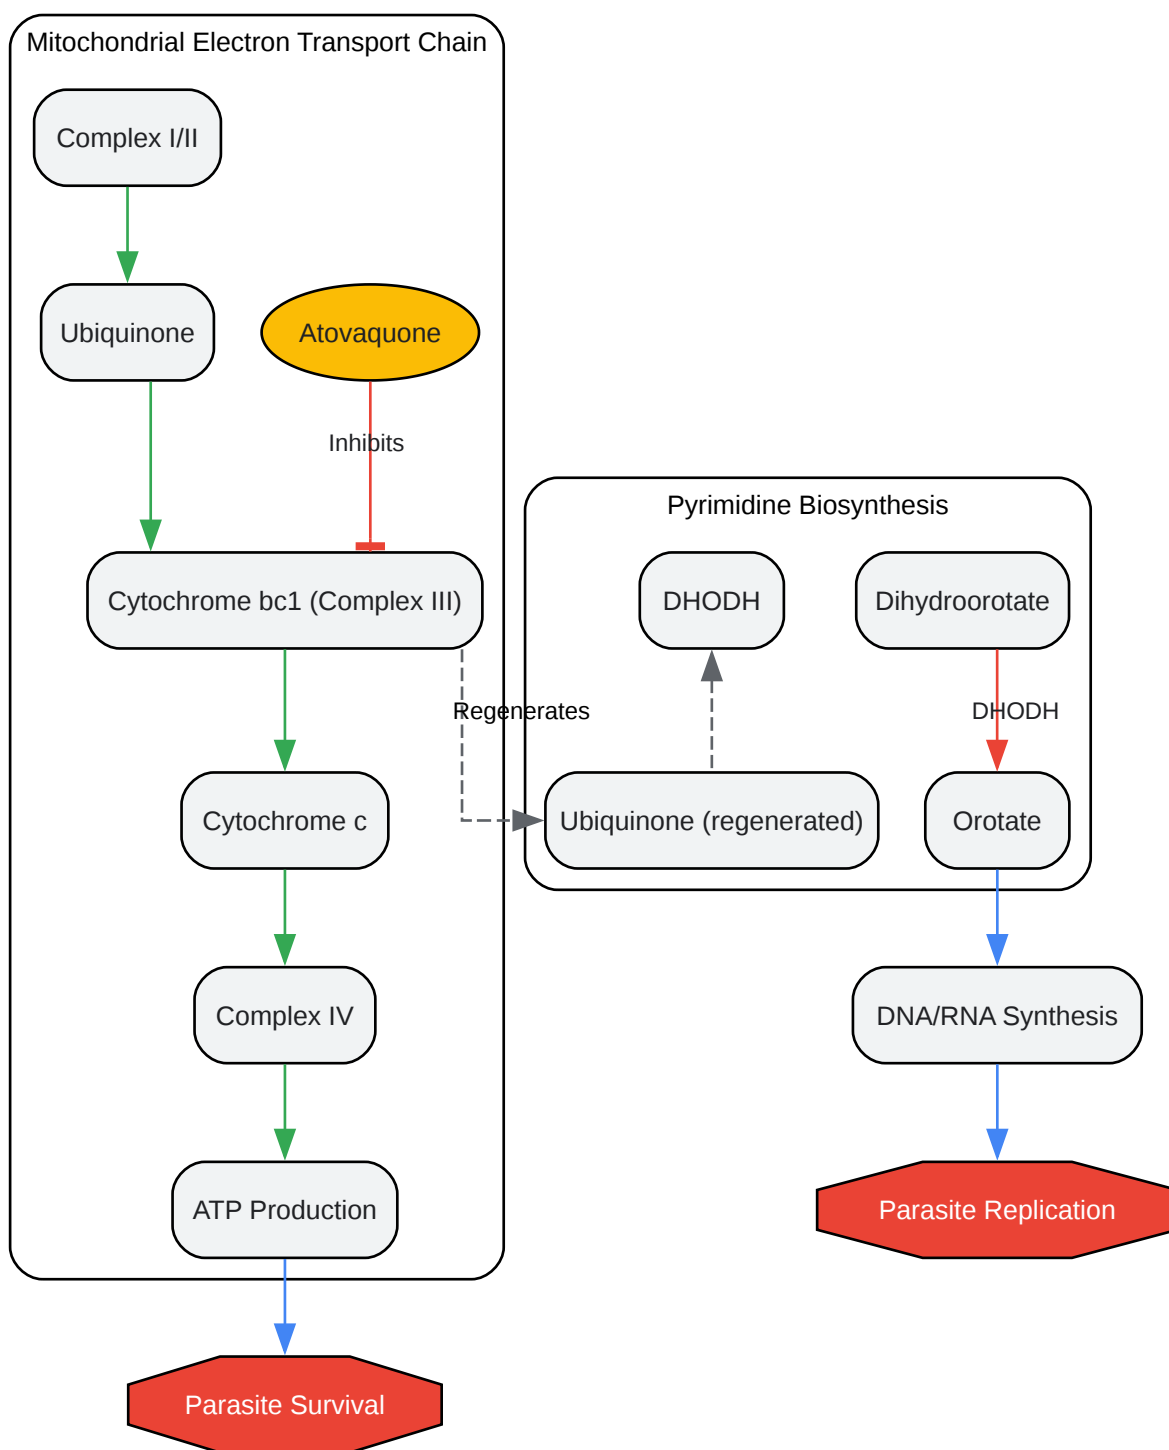 Mitochondrial Electron Transport Chain
Complex I/II
Ubiquinone
Atovaquone
Inhibits
Pyrimidine Biosynthesis
Cytochrome bc1 (Complex III)
DHODH
Dihydroorotate
Regenerates
DHODH
Cytochrome c
Ubiquinone (regenerated)
Orotate
Complex IV
DNA/RNA Synthesis
ATP Production
Parasite Replication
Parasite Survival